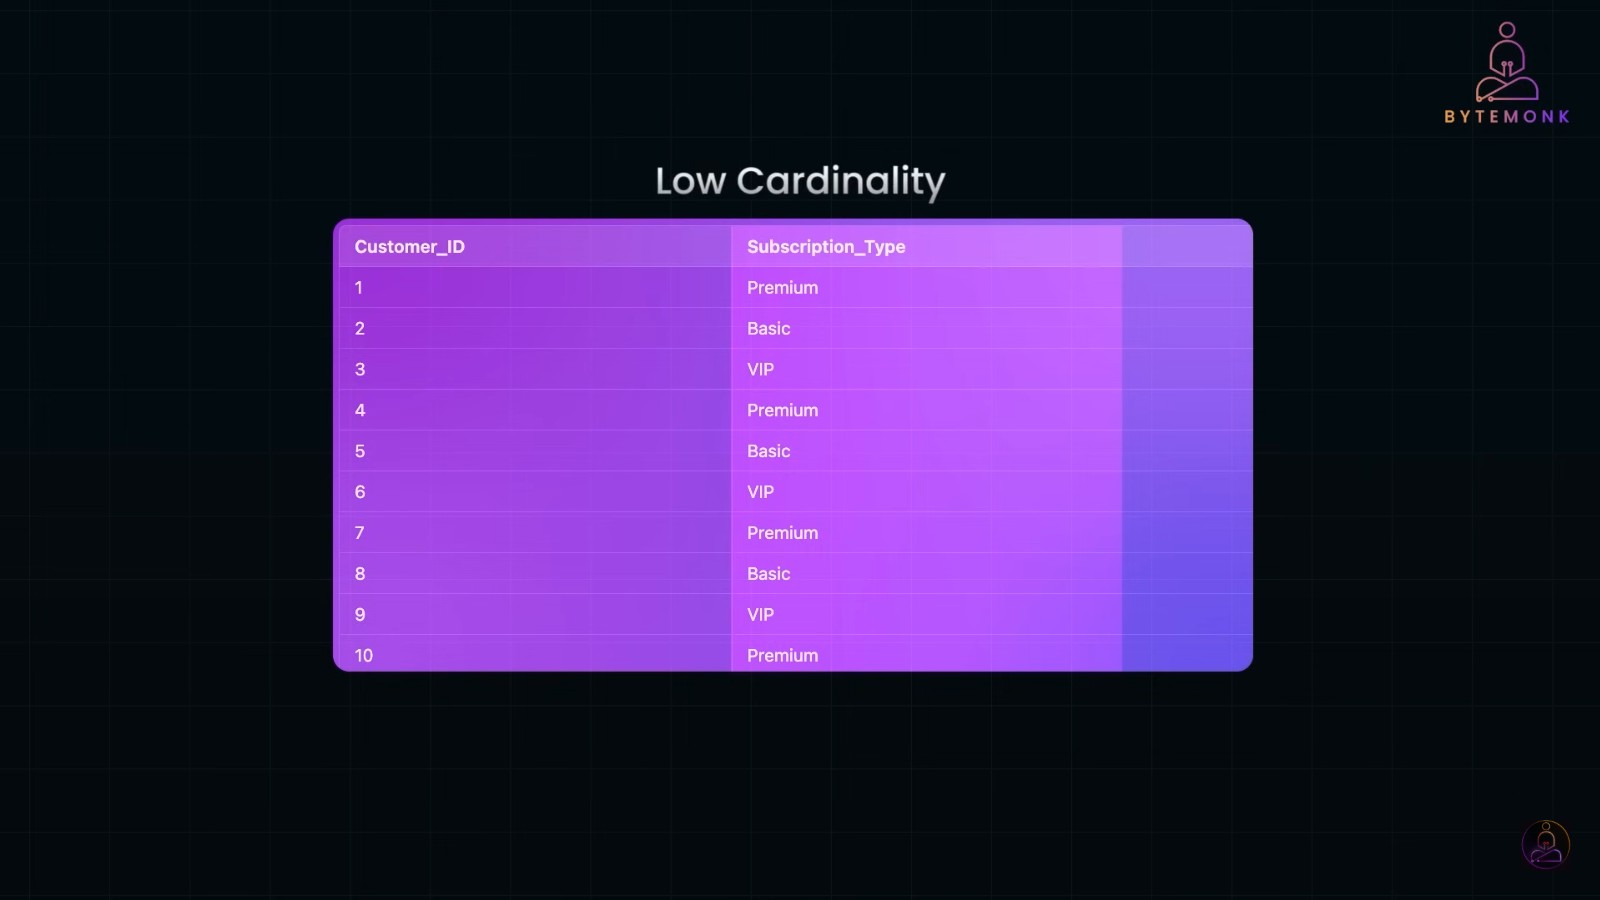 BYTEMONK
Low Cardinality
Customer_ID Subscription_Type
1 Premium
2 Basic
3 VIP
4 Premium
5 Basic
6 VIP
7 Premium
8 Basic
9 VIP
10 Premium